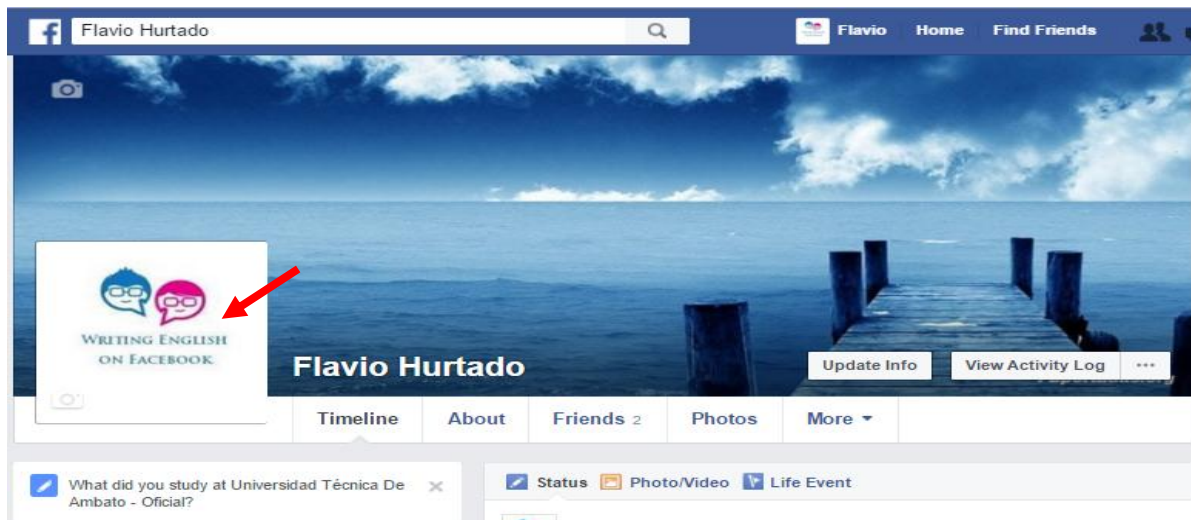 Flavio Hurtado
Flavio Home Find Friends
WRITING ENGLISH
ON FACEBOOK
Flavio Hurtado
Update Info View Activity Log ...
Timeline About Friends 2 Photos More
What did you study at Universidad Técnica De
Ambato - Oficial?
Status Photo/Video Life Event